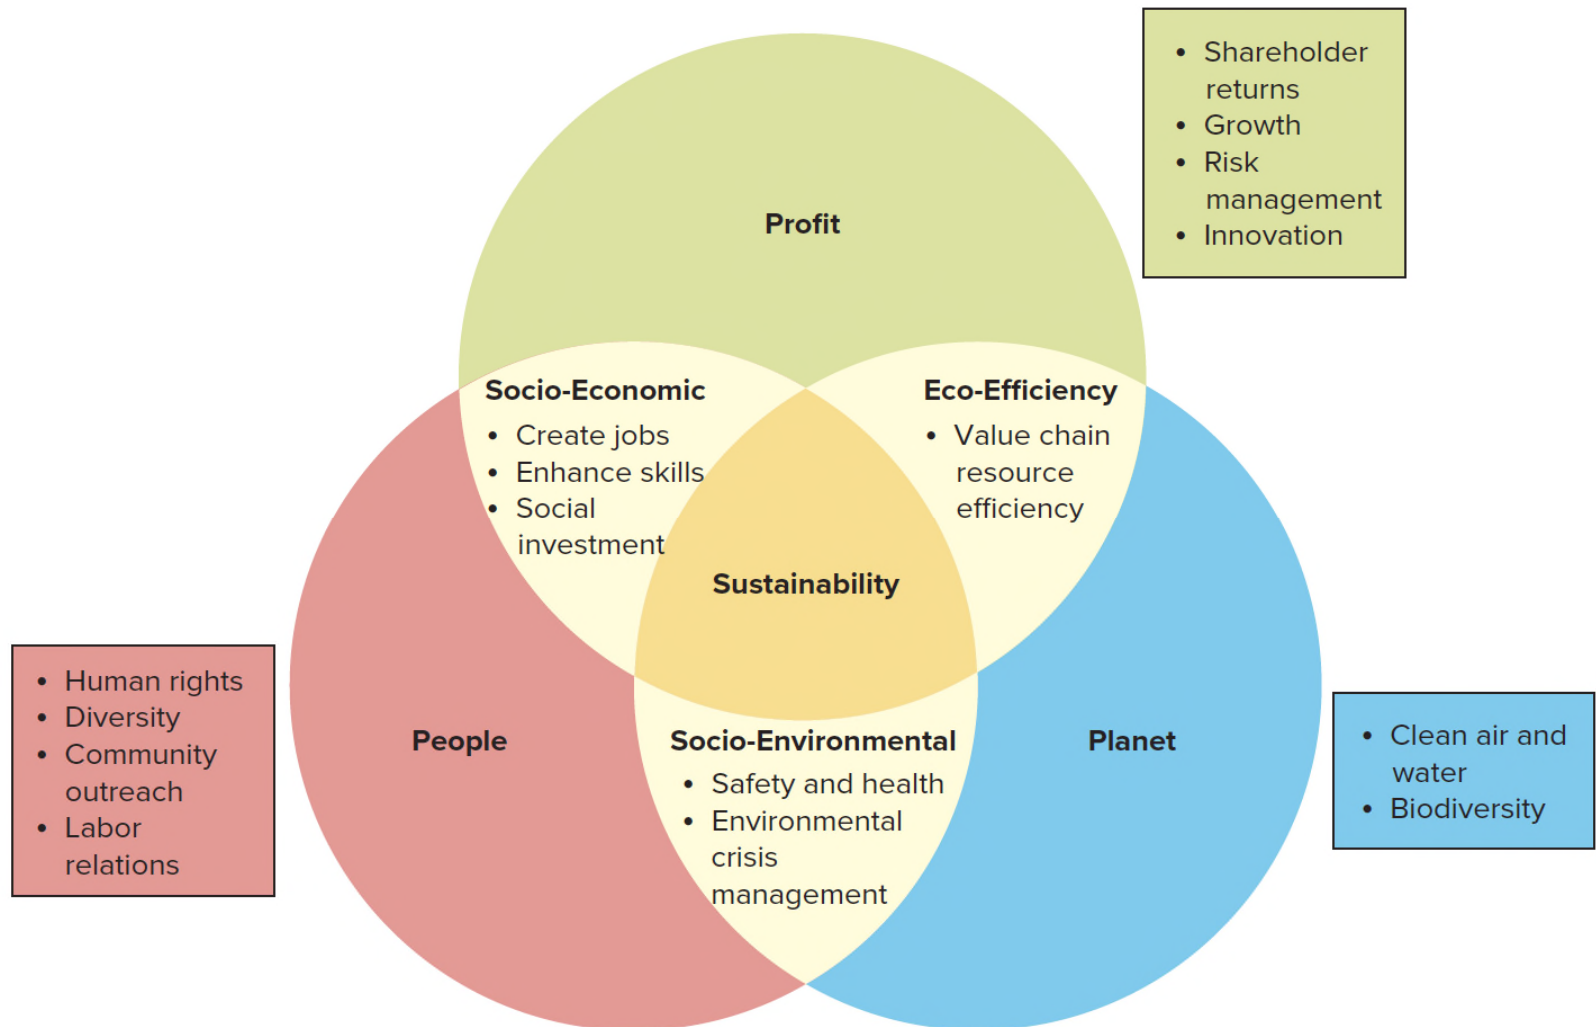 • Shareholder
returns
• Growth
• Risk
management
• Innovation
Profit
Socio-Economic
• Create jobs
• Enhance skills
• Social
investment
Eco-Efficiency
• Value chain
resource
efficiency
Sustainability
• Human rights
• Diversity
• Community
outreach
• Labor
relations
People
Socio-Environmental
• Safety and health
• Environmental
crisis
management
Planet
• Clean air and
water
• Biodiversity